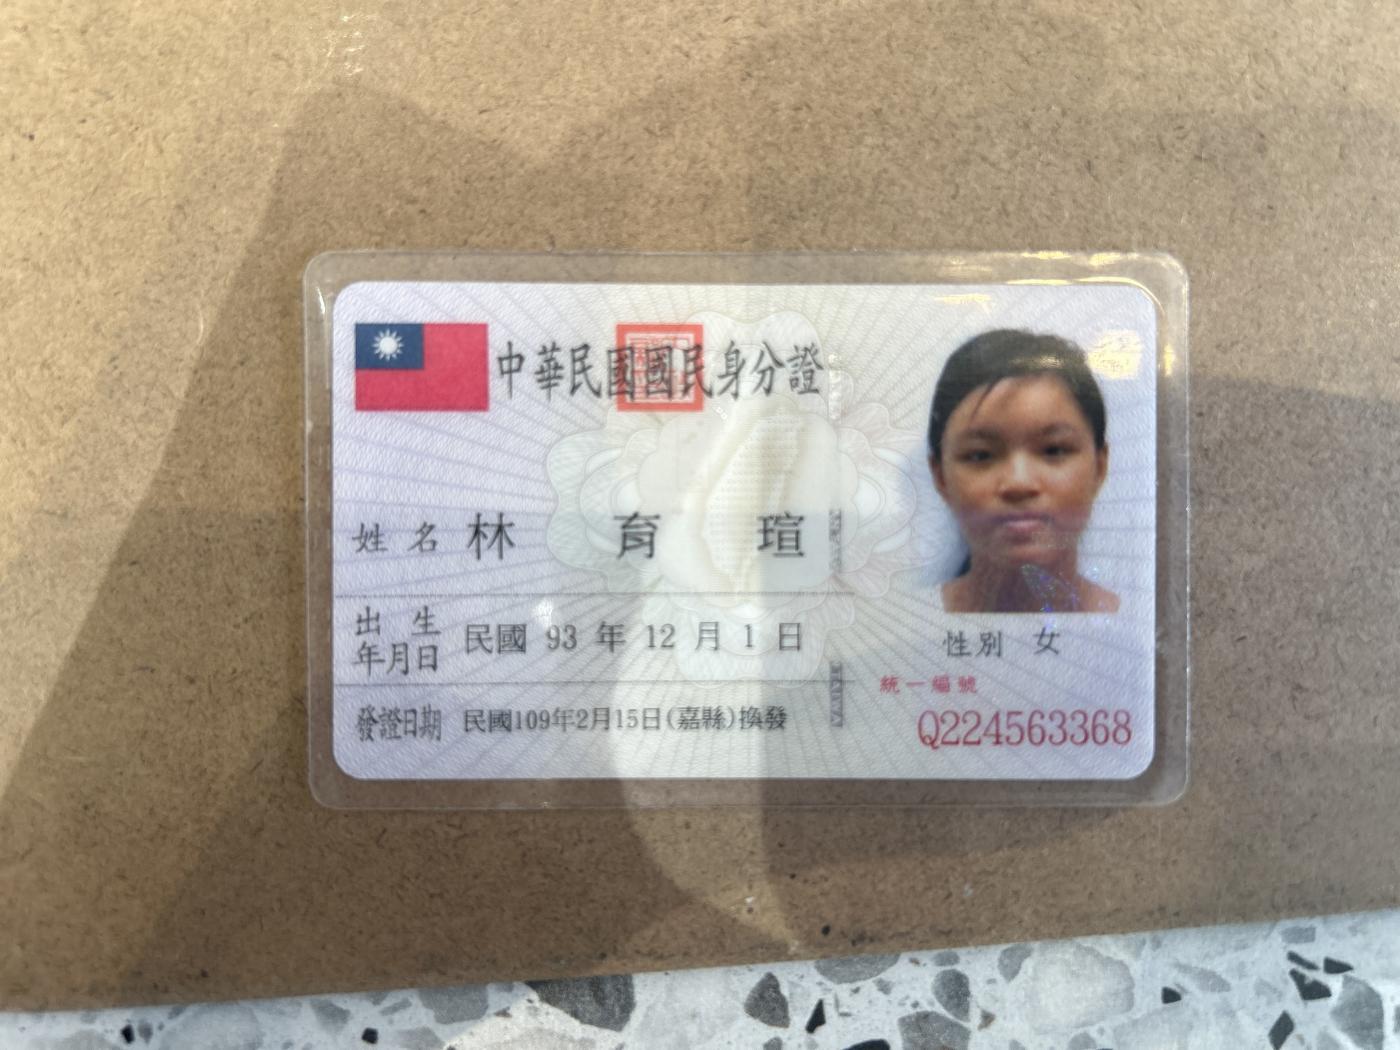 中華民國國民身分證
姓名 林育瑄
出生年月日 民國 93 年 12 月 1 日
發證日期 民國109年2月15日(嘉縣)換發
性別 女
統一編號
Q224563368